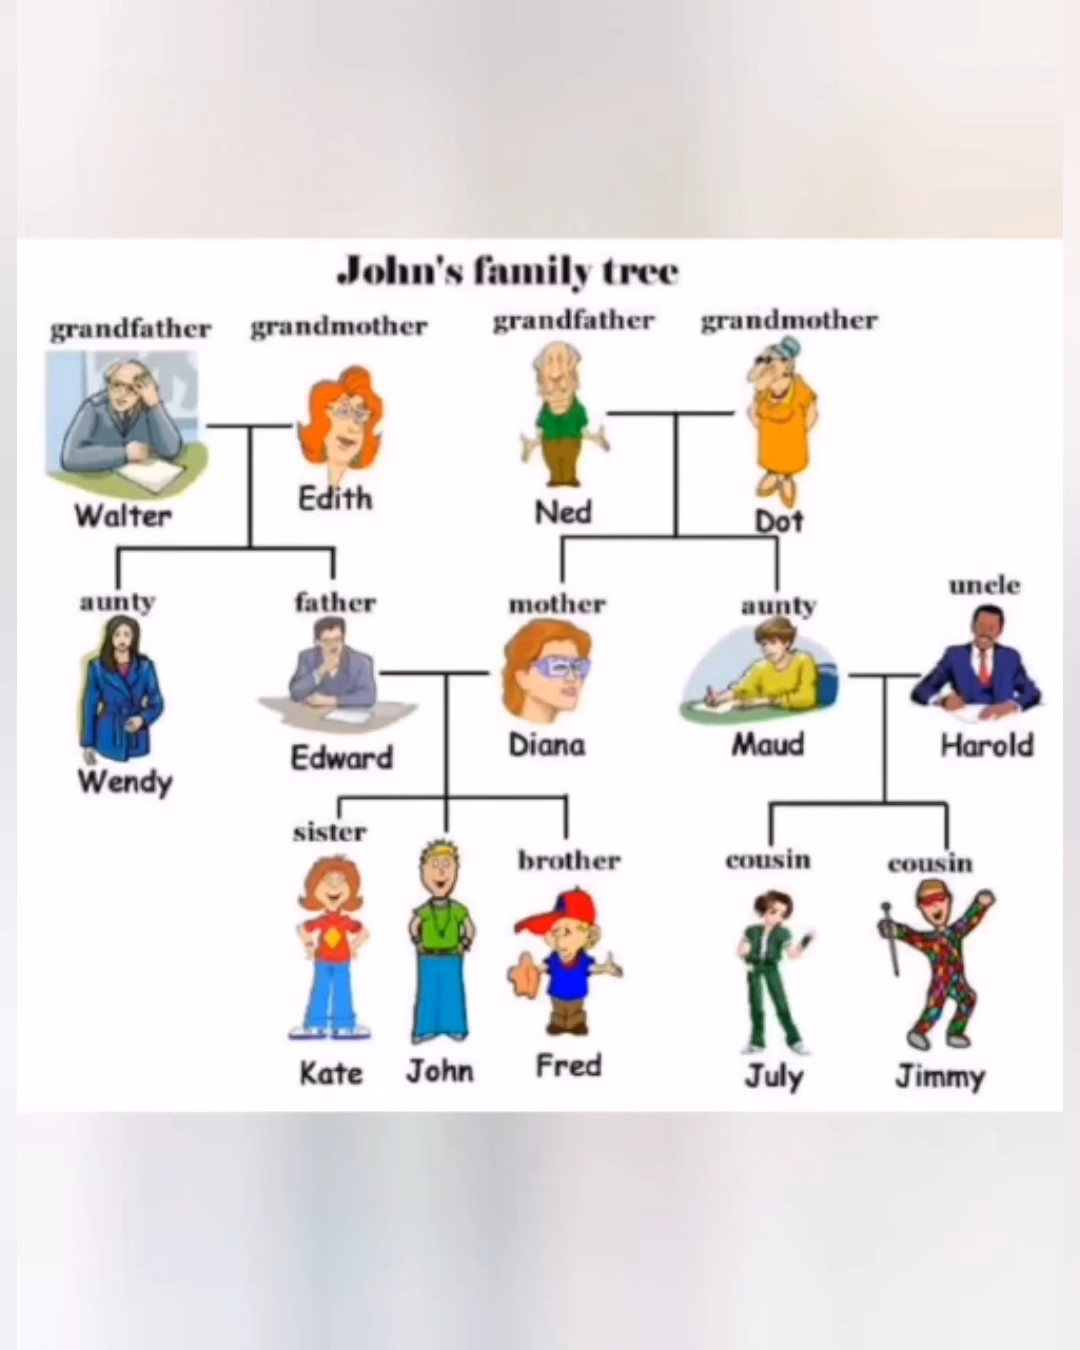 John's family tree
grandfather grandmother grandfather grandmother
Walter Edith Ned Dot
aunty father mother aunty uncle
Wendy Edward Diana Maud Harold
sister brother cousin cousin
Kate John Fred July Jimmy